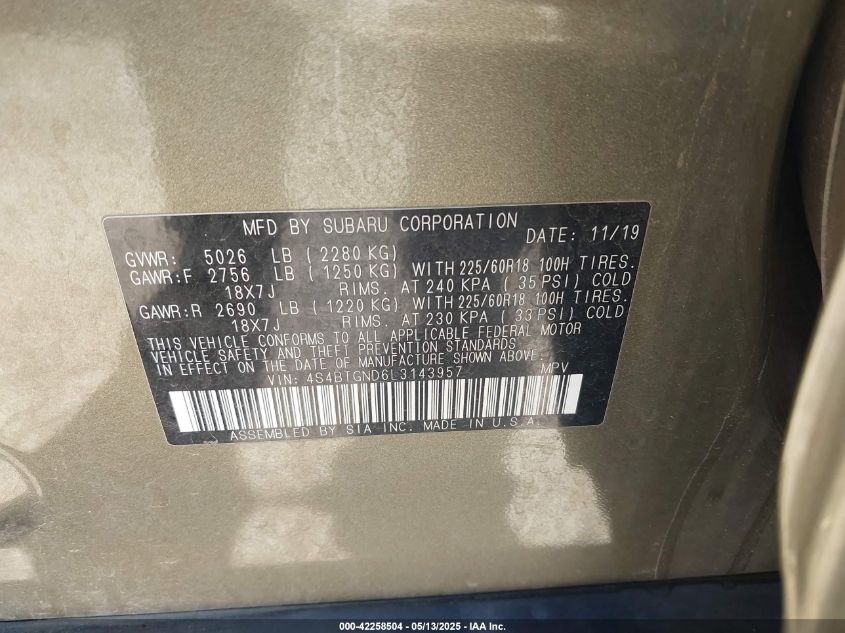 MFD BY SUBARU CORPORATION
DATE: 11/19
GVWR: 5026 LB ( 2280 KG)
GAWR:F 2756 LB ( 1250 KG) WITH 225/60R18 100H TIRES.
18X7J RIMS. AT 240 KPA ( 35 PSI) COLD
GAWR:R 2690 LB ( 1220 KG) WITH 225/60R18 100H TIRES.
18X7J RIMS. AT 230 KPA ( 33 PSI) COLD
THIS VEHICLE CONFORMS TO ALL APPLICABLE FEDERAL MOTOR
VEHICLE SAFETY AND THEFT PREVENTION STANDARDS
IN EFFECT ON THE DATE OF MANUFACTURE SHOWN ABOVE.
VIN: 4S4BTGND6L3143957 MPV
ASSEMBLED BY SIA INC. MADE IN U.S.A.
000-42258504 — 05/13/2025 - IAA Inc.